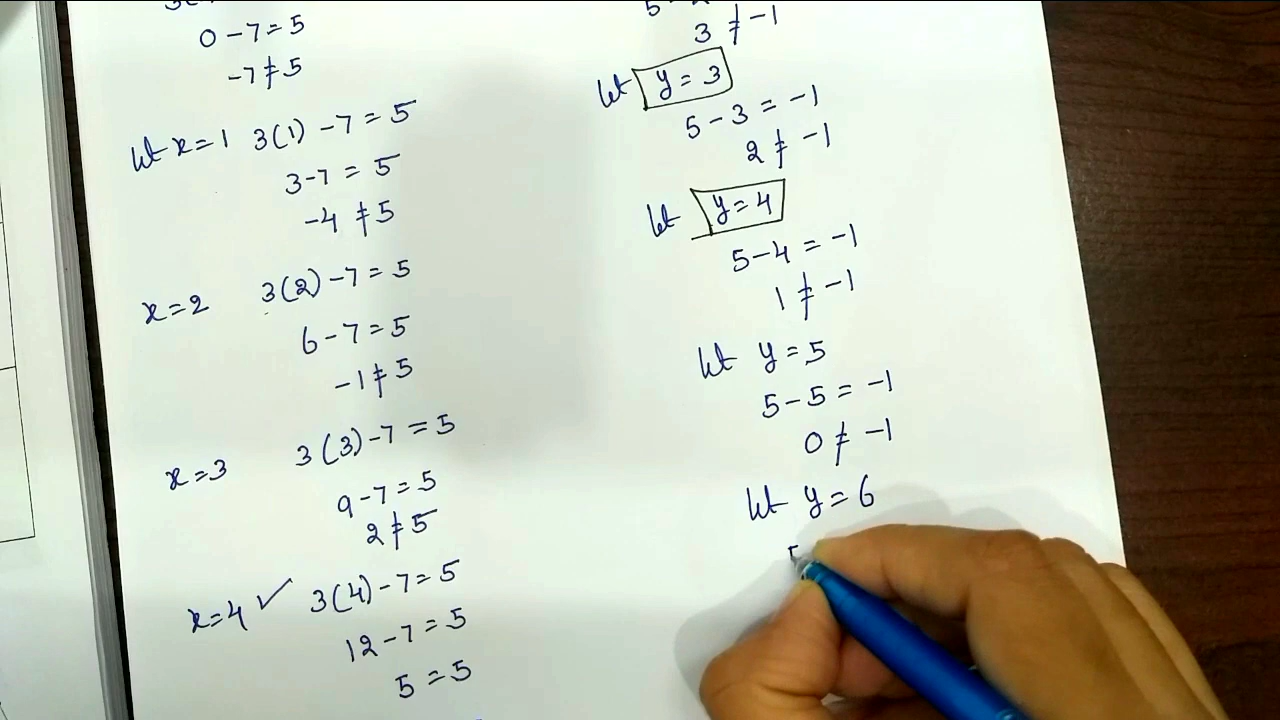 0 - 7 = 5
-7 ≠ 5
let x = 1 3(1) - 7 = 5
3 - 7 = 5
-4 ≠ 5
x = 2 3(2) - 7 = 5
6 - 7 = 5
-1 ≠ 5
x = 3 3(3) - 7 = 5
9 - 7 = 5
2 ≠ 5
x = 4 ✓ 3(4) - 7 = 5
12 - 7 = 5
5 = 5
3 ≠ -1
let y = 3
5 - 3 = -1
2 ≠ -1
let y = 4
5 - 4 = -1
1 ≠ -1
let y = 5
5 - 5 = -1
0 ≠ -1
let y = 6